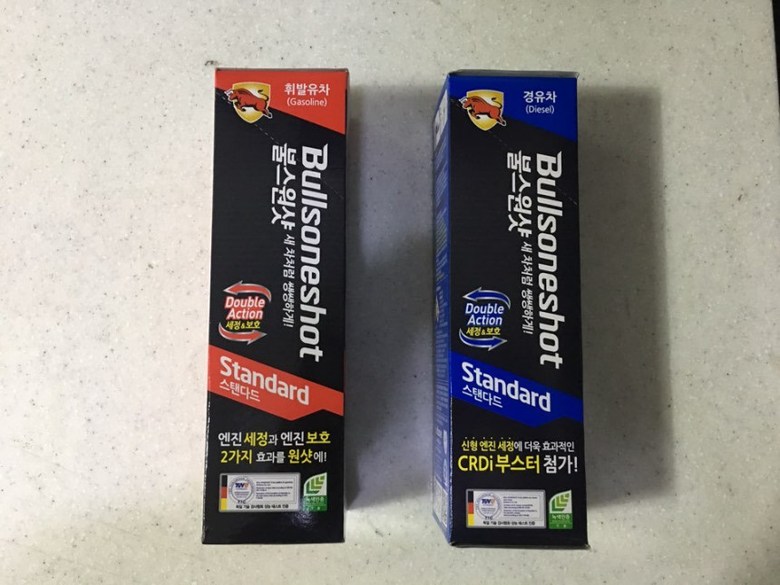 휘발유차
(Gasoline)
Bullsoneshot
불스원샷 새 차처럼 쌩쌩하게!
Double
Action
세정&보호
Standard
스탠다드
엔진 세정과 엔진 보호
2가지 효과를 원샷에!
경유차
(Diesel)
Bullsoneshot
불스원샷 새 차처럼 쌩쌩하게!
Double
Action
세정&보호
Standard
스탠다드
신형 엔진 세정에 더욱 효과적인
CRDi 부스터 첨가!